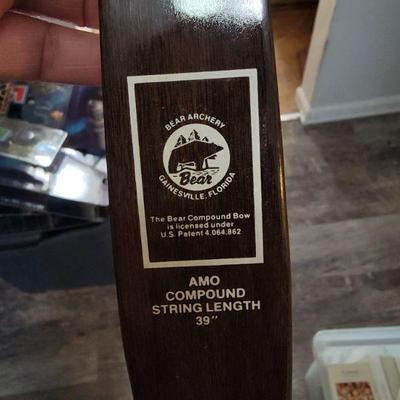 BEAR ARCHERY
Bear
GAINESVILLE, FLORIDA
The Bear Compound Bow
is licensed under
U.S. Patent 4,064,862
AMO
COMPOUND
STRING LENGTH
39"